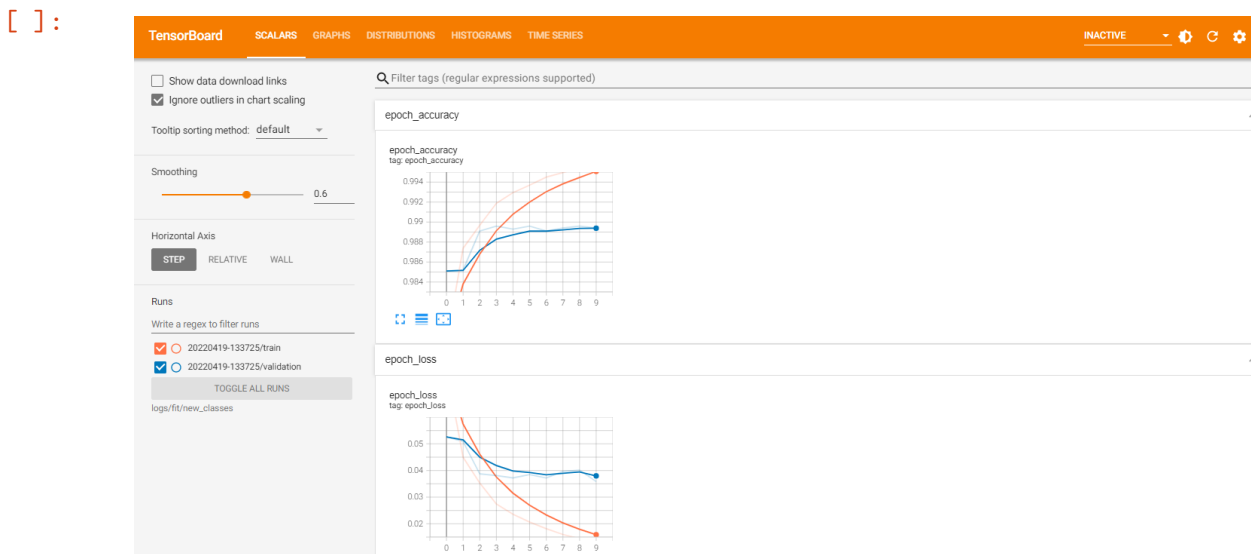 [ ]:
TensorBoard SCALARS GRAPHS DISTRIBUTIONS HISTOGRAMS TIME SERIES INACTIVE
Show data download links
Ignore outliers in chart scaling
Tooltip sorting method: default
Smoothing
0.6
Horizontal Axis
STEP RELATIVE WALL
Runs
Write a regex to filter runs
20220419-133725/train
20220419-133725/validation
TOGGLE ALL RUNS
logs/fit/new_classes
Filter tags (regular expressions supported)
epoch_accuracy
epoch_accuracy
tag: epoch_accuracy
0.994
0.992
0.99
0.988
0.986
0.984
0 1 2 3 4 5 6 7 8 9
epoch_loss
epoch_loss
tag: epoch_loss
0.05
0.04
0.03
0.02
0 1 2 3 4 5 6 7 8 9